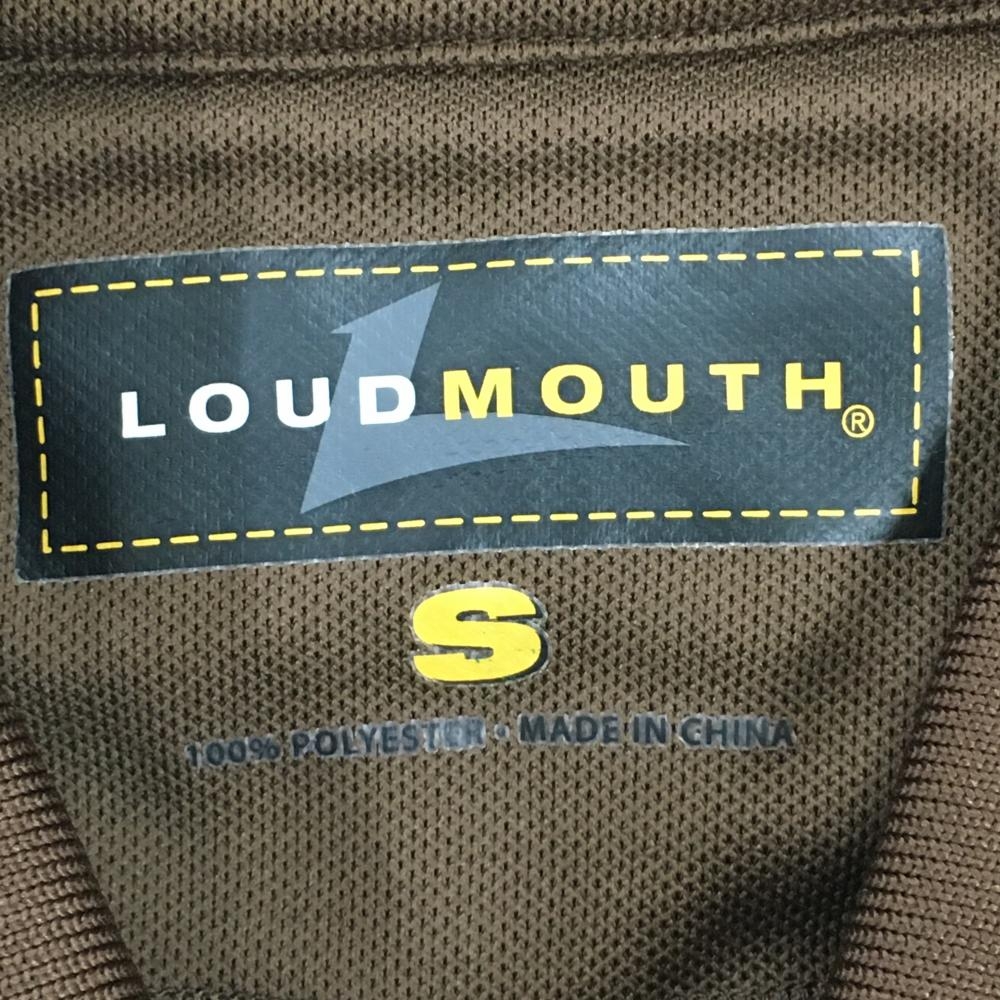 LOUDMOUTH®
S
100% POLYESTER • MADE IN CHINA